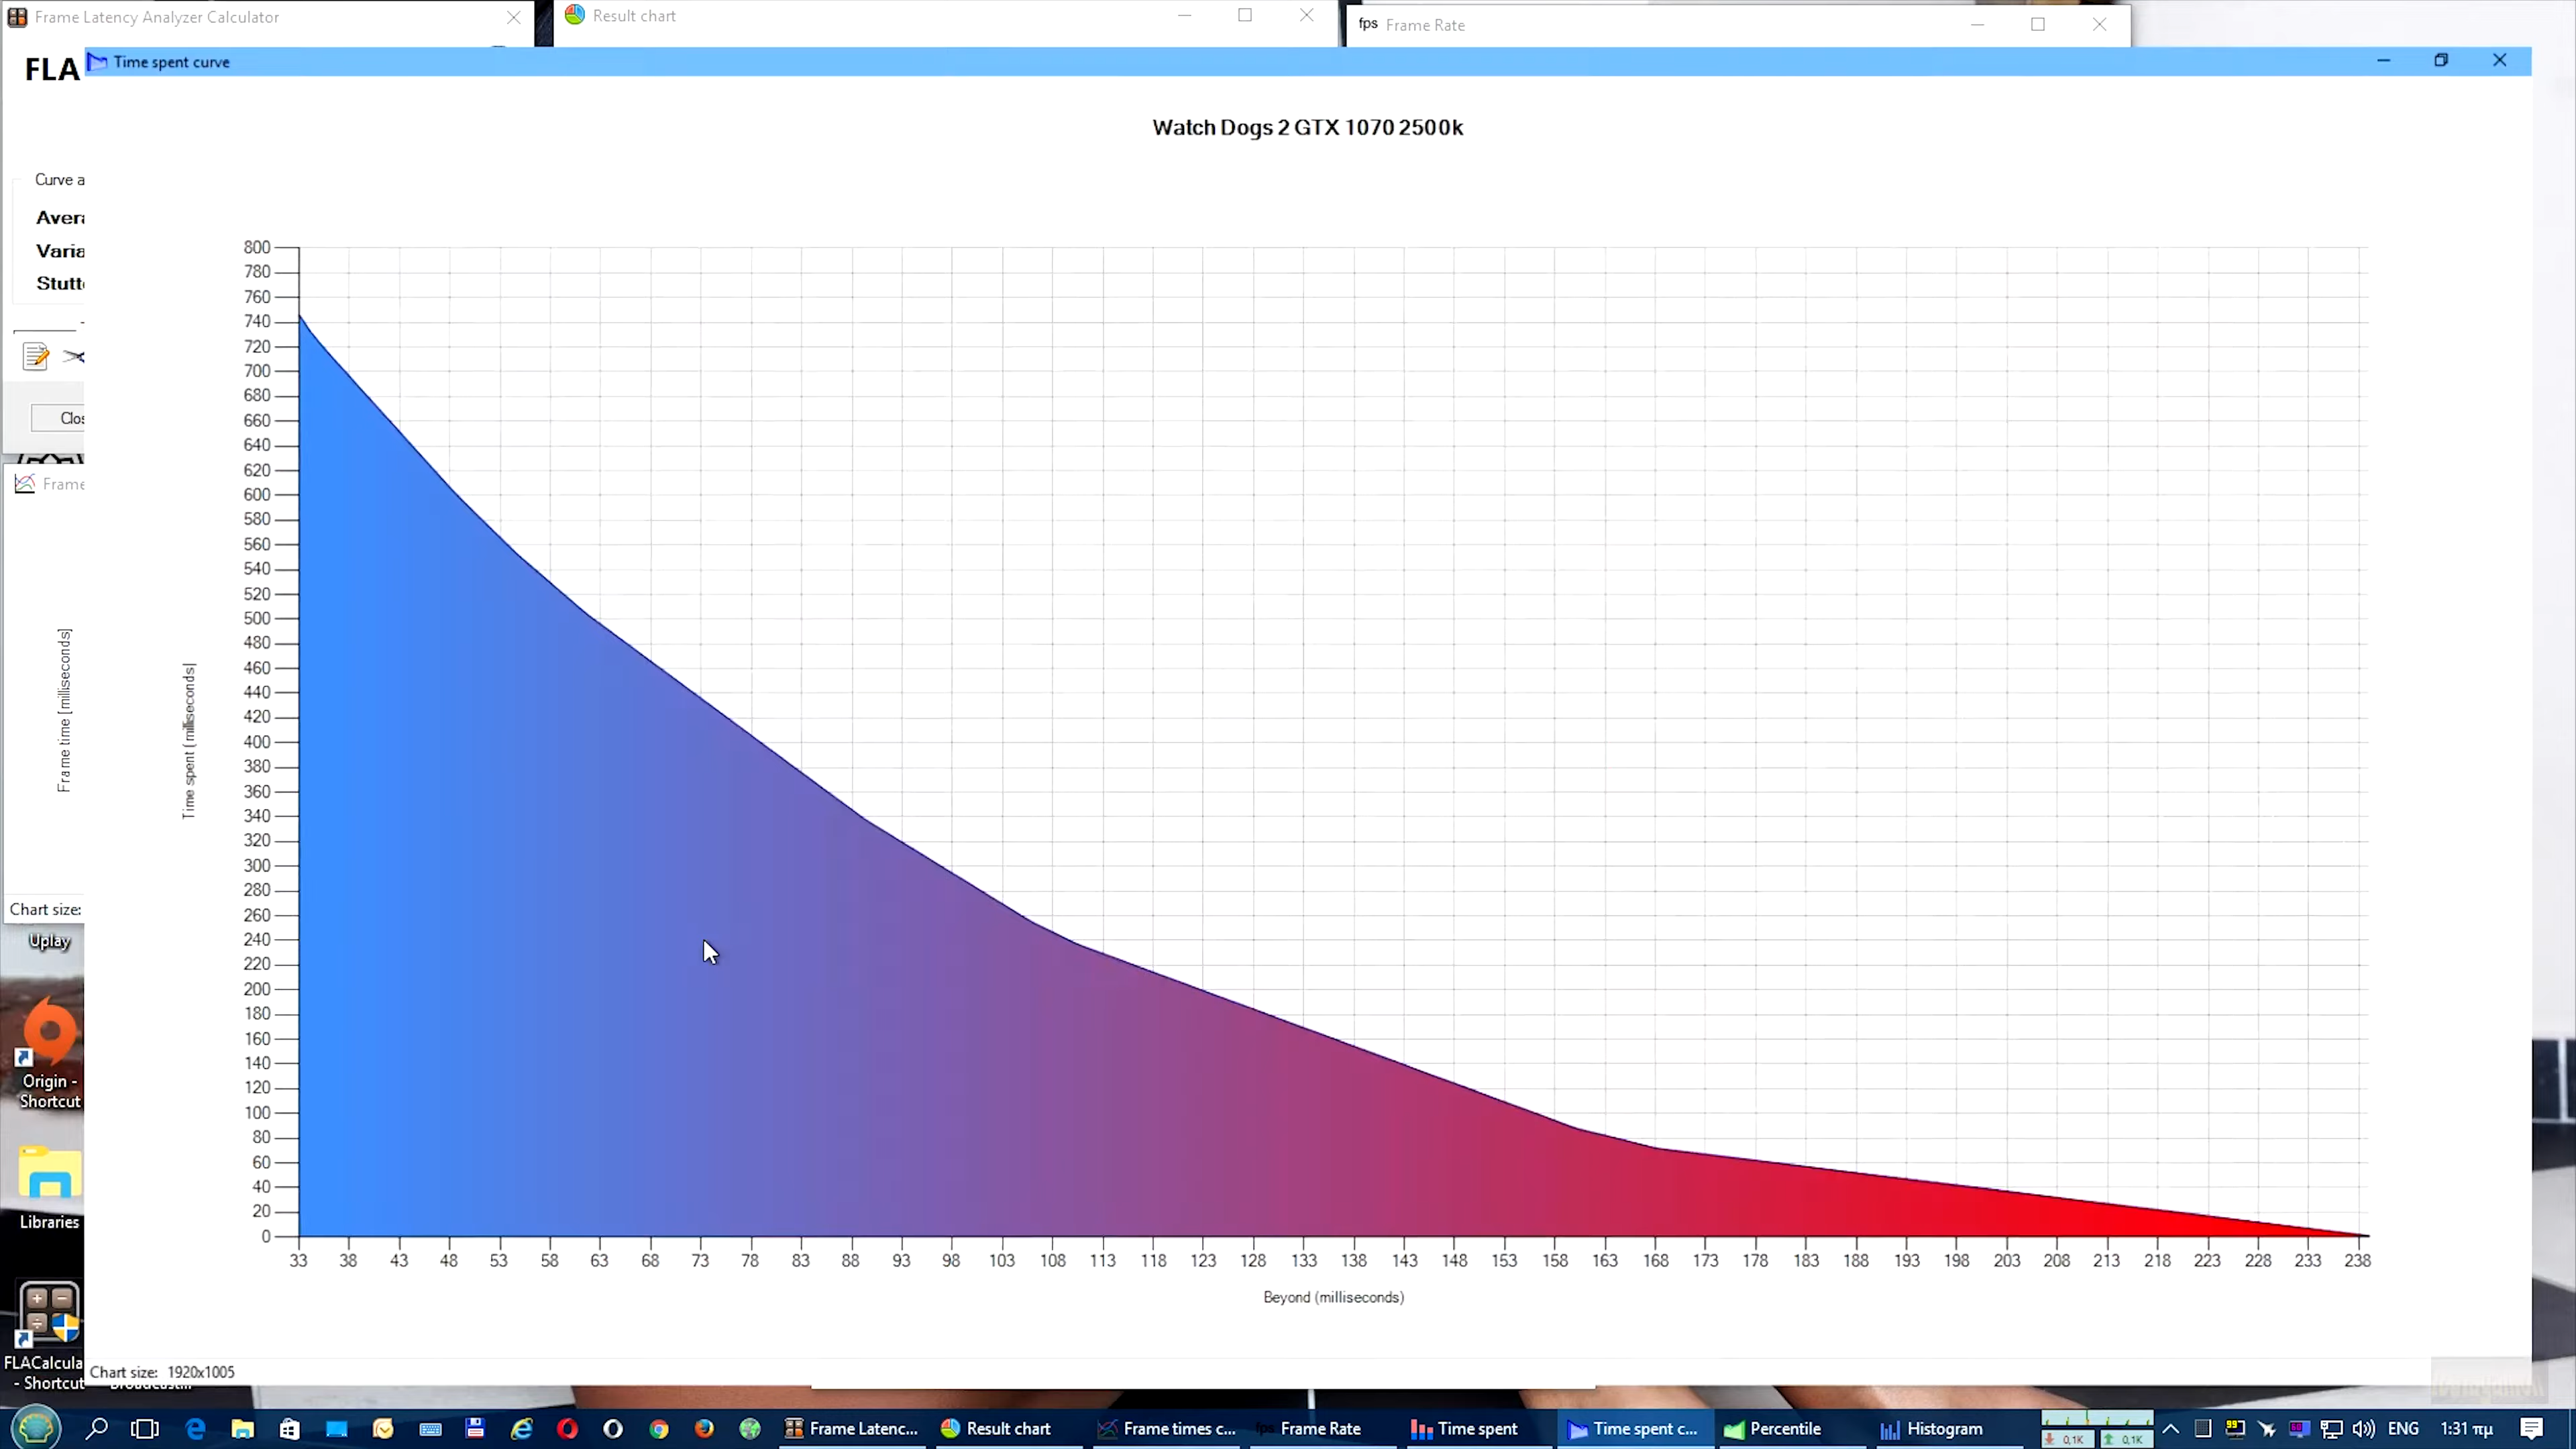 Frame Latency Analyzer Calculator
Result chart
fps Frame Rate
FLA
Time spent curve
Watch Dogs 2 GTX 1070 2500k
Curve a
Avera
Varia
Stutt
Clos
Frame
Frame time [milliseconds]
Chart size:
Time spent (milliseconds)
800
780
760
740
720
700
680
660
640
620
600
580
560
540
520
500
480
460
440
420
400
380
360
340
320
300
280
260
240
220
200
180
160
140
120
100
80
60
40
20
0
33 38 43 48 53 58 63 68 73 78 83 88 93 98 103 108 113 118 123 128 133 138 143 148 153 158 163 168 173 178 183 188 193 198 203 208 213 218 223 228 233 238
Beyond (milliseconds)
Chart size: 1920x1005
Uplay
Origin -
Shortcut
Libraries
FLACalcula
- Shortcut
Frame Latenc...
Result chart
Frame times c...
fps Frame Rate
Time spent
Time spent c...
Percentile
Histogram
0,1K
0,1K
99
ENG
1:31 πμ